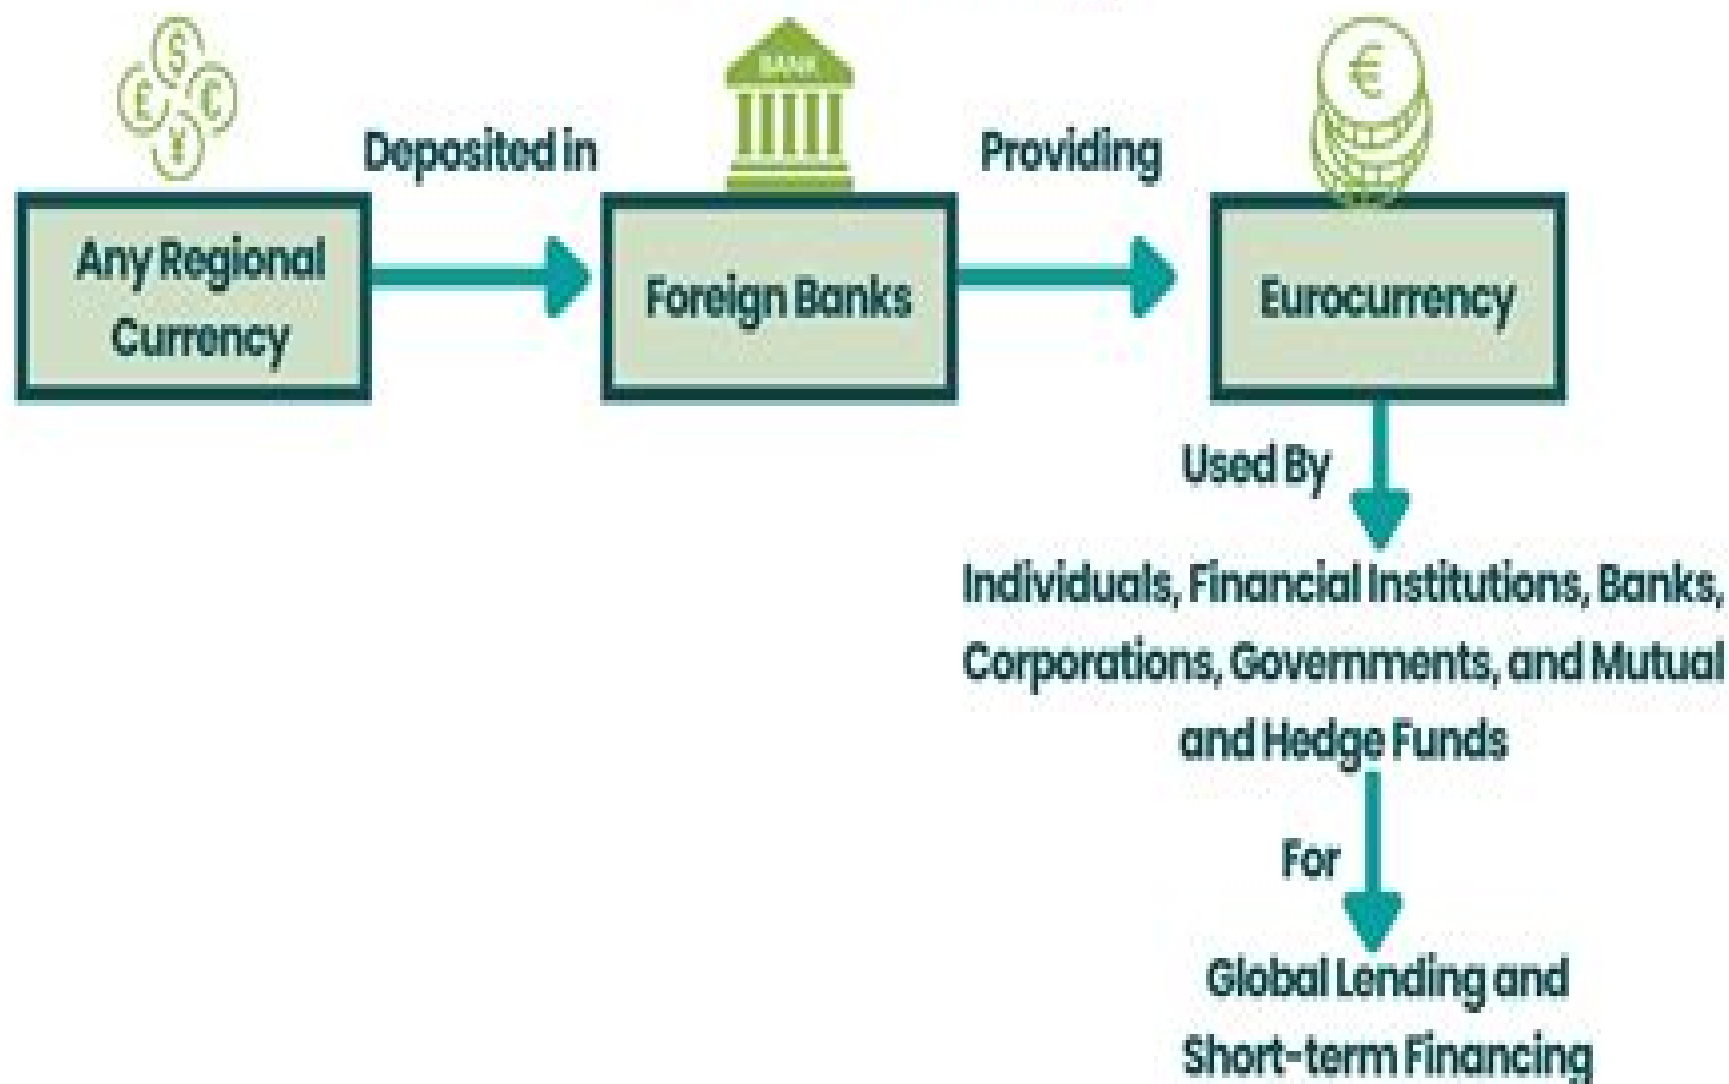 BANK
Deposited in
Providing
Any Regional
Currency
Foreign Banks
Eurocurrency
Used By
Individuals, Financial Institutions, Banks,
Corporations, Governments, and Mutual
and Hedge Funds
For
Global Lending and
Short-term Financing